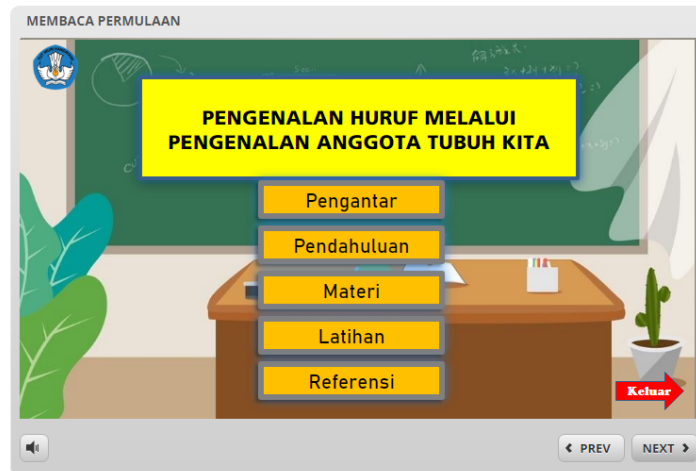 MEMBACA PERMULAAN
PENGENALAN HURUF MELALUI
PENGENALAN ANGGOTA TUBUH KITA
Pengantar
Pendahuluan
Materi
Latihan
Referensi
Keluar
PREV
NEXT